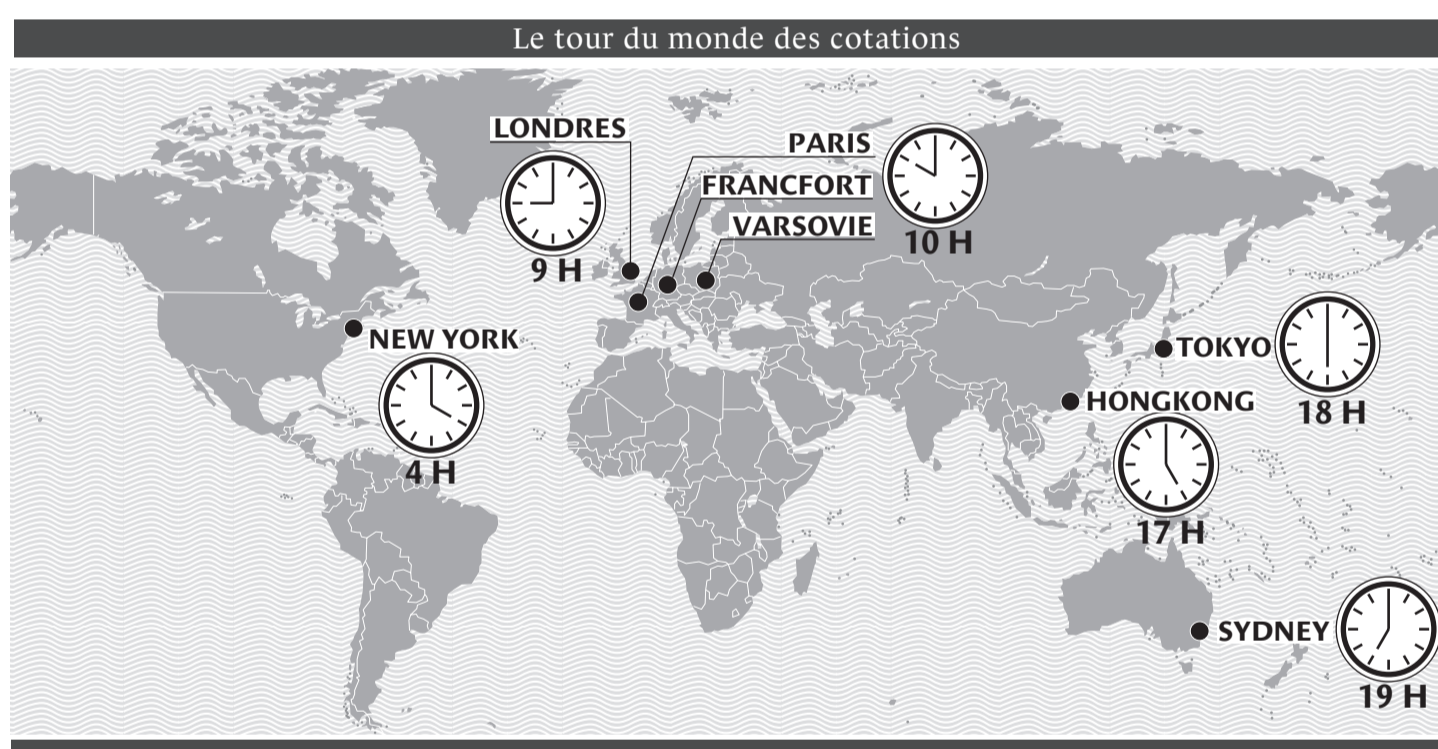 Le tour du monde des cotations
LONDRES
9 H
PARIS
FRANCFORT
VARSOVIE
10 H
NEW YORK
4 H
TOKYO
18 H
HONGKONG
17 H
SYDNEY
19 H